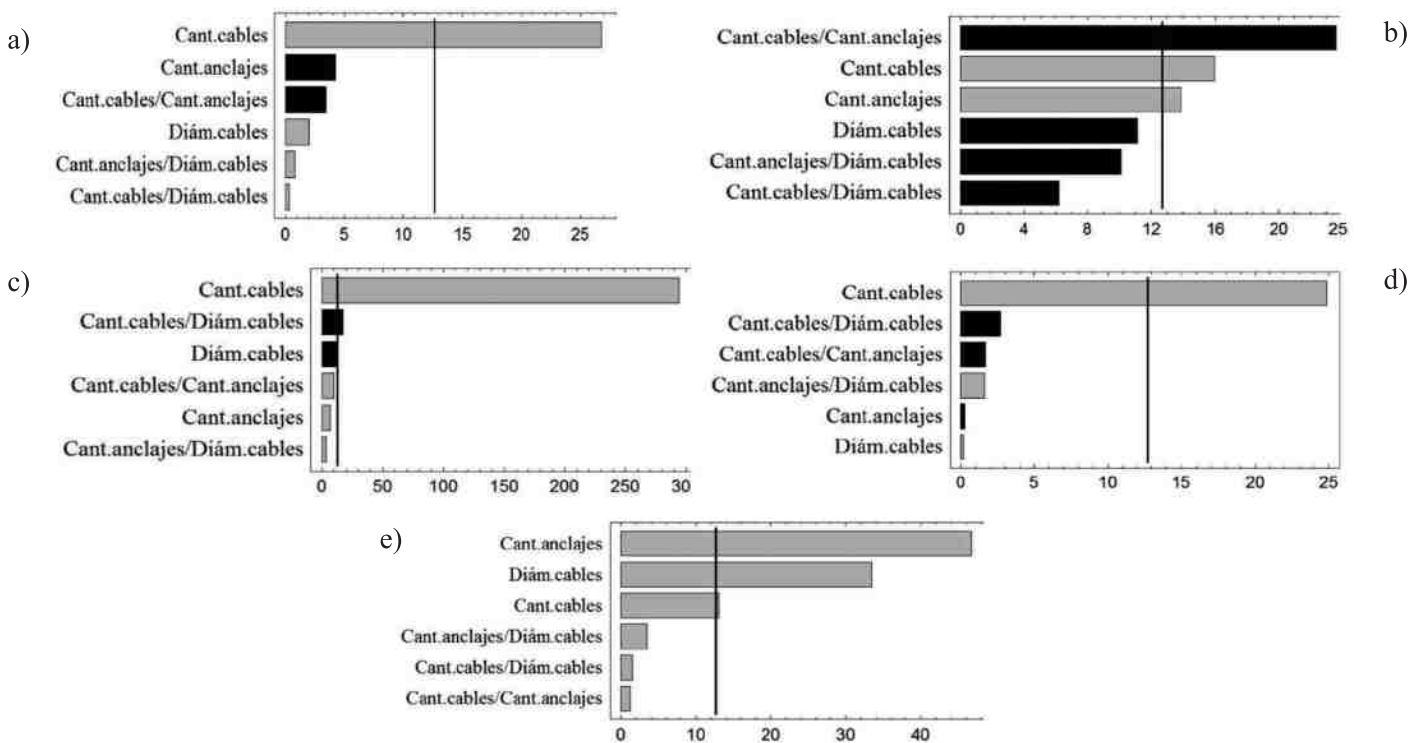 a)
Cant.cables
Cant.anclajes
Cant.cables/Cant.anclajes
Diám.cables
Cant.anclajes/Diám.cables
Cant.cables/Diám.cables
0 5 10 15 20 25
b)
Cant.cables/Cant.anclajes
Cant.cables
Cant.anclajes
Diám.cables
Cant.anclajes/Diám.cables
Cant.cables/Diám.cables
0 4 8 12 16 20 25
c)
Cant.cables
Cant.cables/Diám.cables
Diám.cables
Cant.cables/Cant.anclajes
Cant.anclajes
Cant.anclajes/Diám.cables
0 50 100 150 200 250 30
d)
Cant.cables
Cant.cables/Diám.cables
Cant.cables/Cant.anclajes
Cant.anclajes/Diám.cables
Cant.anclajes
Diám.cables
0 5 10 15 20 25
e)
Cant.anclajes
Diám.cables
Cant.cables
Cant.anclajes/Diám.cables
Cant.cables/Diám.cables
Cant.cables/Cant.anclajes
0 10 20 30 40